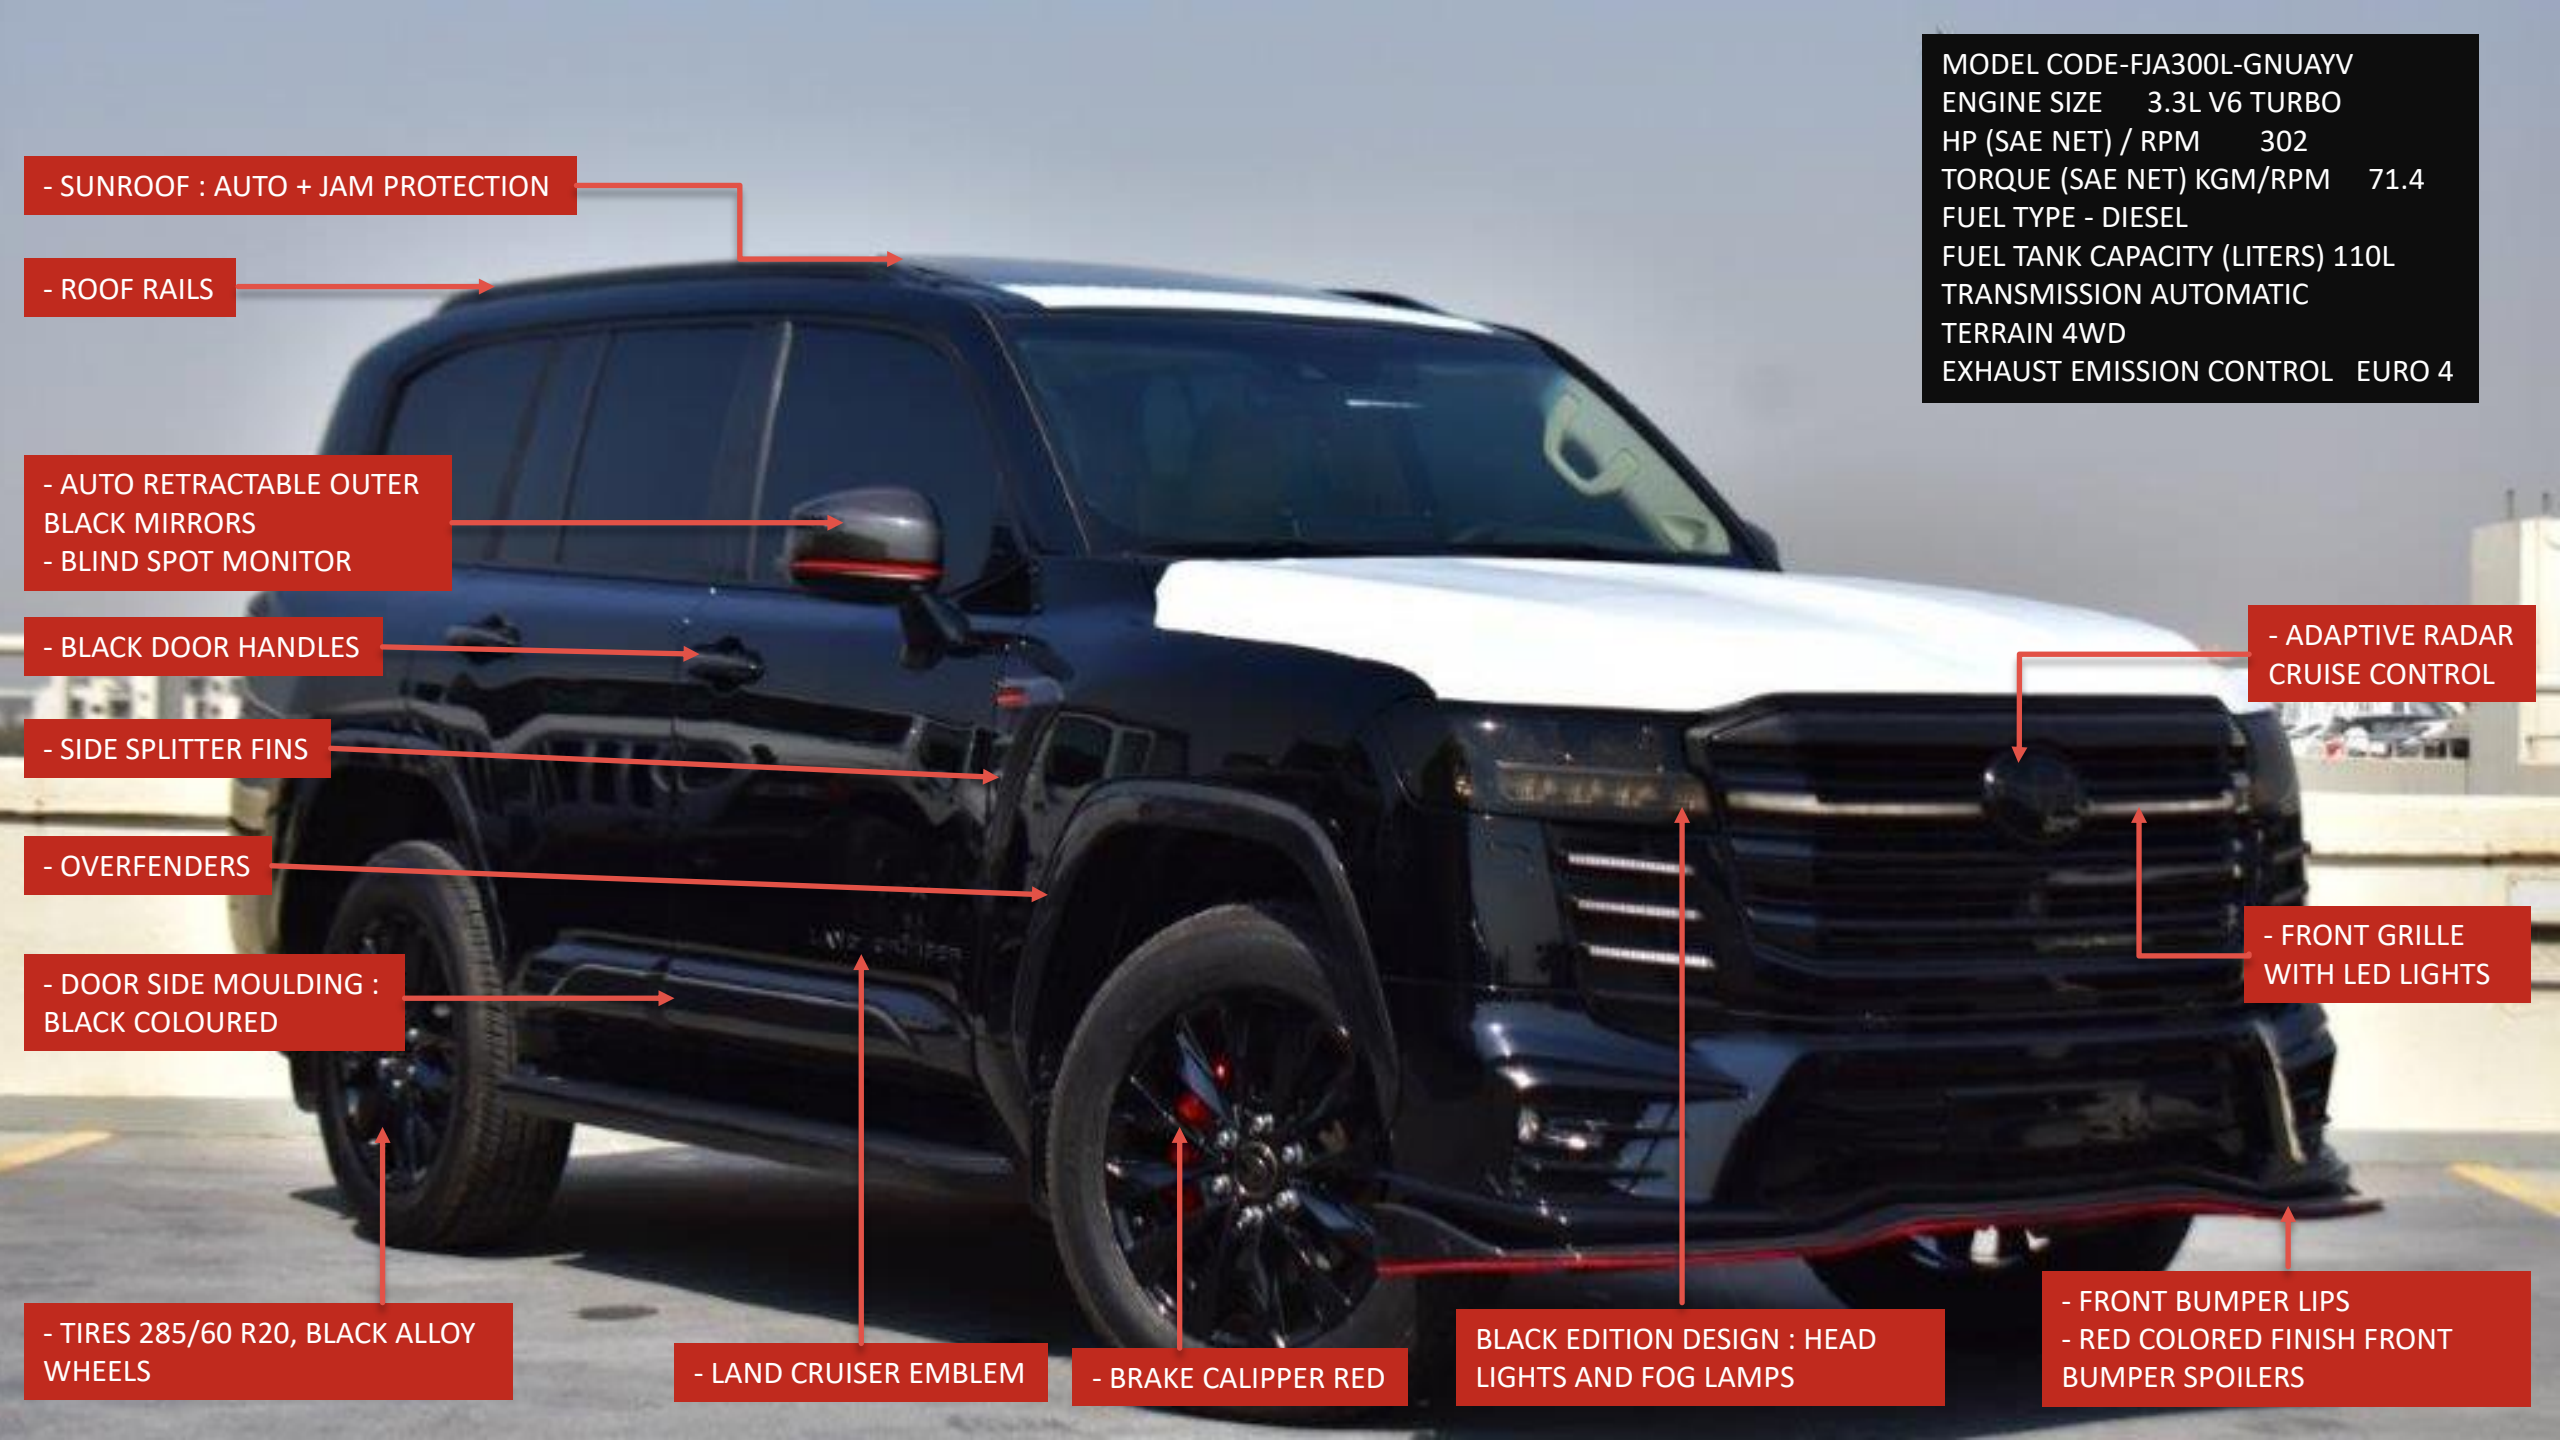 MODEL CODE-FJA300L-GNUAYV
ENGINE SIZE 3.3L V6 TURBO
HP (SAE NET) / RPM 302
TORQUE (SAE NET) KGM/RPM 71.4
FUEL TYPE - DIESEL
FUEL TANK CAPACITY (LITERS) 110L
TRANSMISSION AUTOMATIC
TERRAIN 4WD
EXHAUST EMISSION CONTROL EURO 4
- SUNROOF : AUTO + JAM PROTECTION
- ROOF RAILS
- AUTO RETRACTABLE OUTER
BLACK MIRRORS
- BLIND SPOT MONITOR
- BLACK DOOR HANDLES
- SIDE SPLITTER FINS
- OVERFENDERS
- DOOR SIDE MOULDING :
BLACK COLOURED
- TIRES 285/60 R20, BLACK ALLOY
WHEELS
- LAND CRUISER EMBLEM
- BRAKE CALIPPER RED
BLACK EDITION DESIGN : HEAD
LIGHTS AND FOG LAMPS
- ADAPTIVE RADAR
CRUISE CONTROL
- FRONT GRILLE
WITH LED LIGHTS
- FRONT BUMPER LIPS
- RED COLORED FINISH FRONT
BUMPER SPOILERS